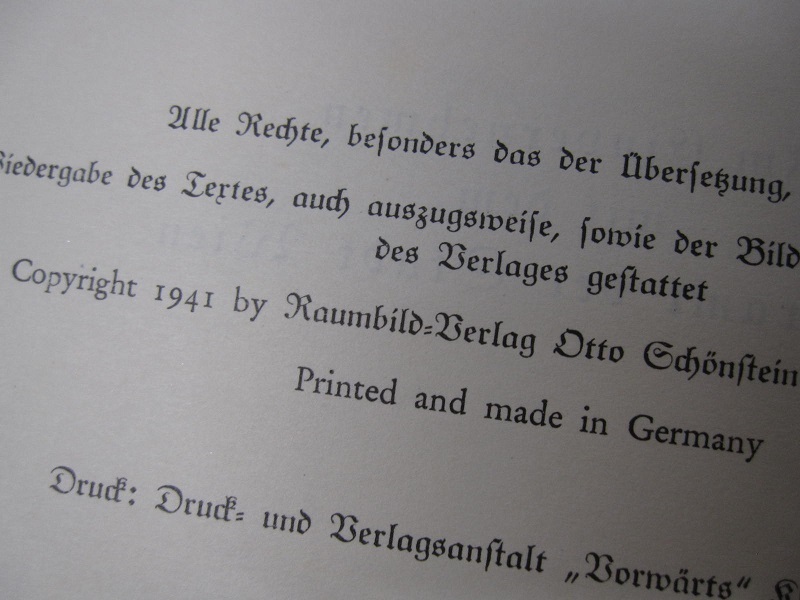 Alle Rechte, beſonders das der Überſetzung,
des Textes, auch auszugsweiſe, ſowie der Bild
des Verlages geſtattet
Copyright 1941 by Raumbild-Verlag Otto Schönſtein
Printed and made in Germany
Druck: Druck- und Verlagsanſtalt „Vorwärts“